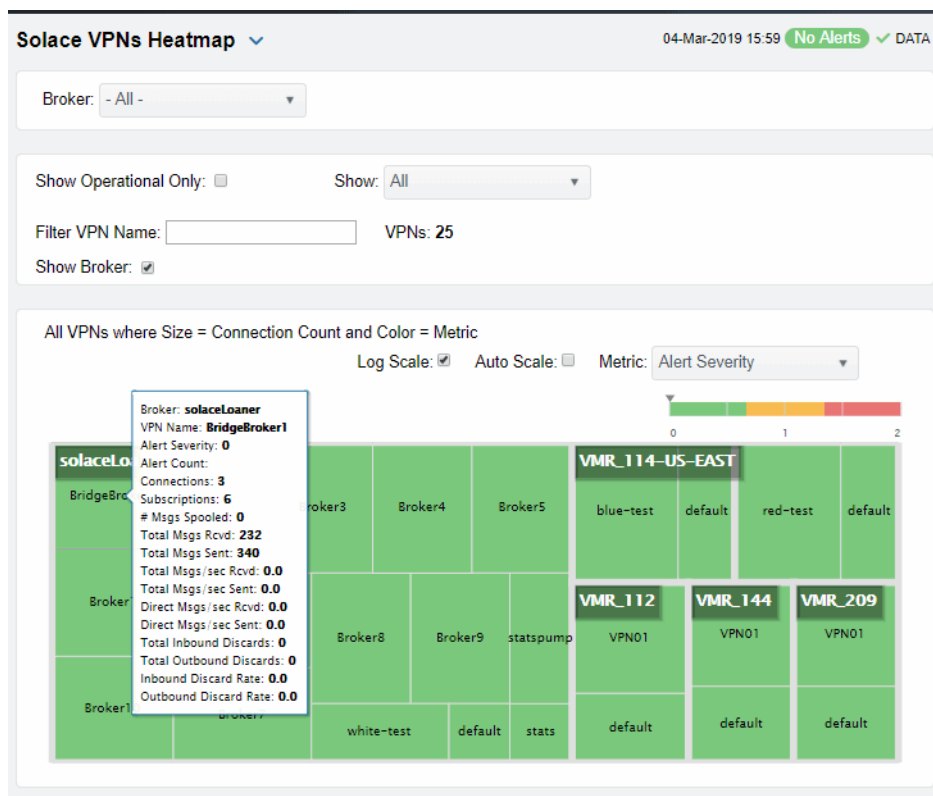 Solace VPNs Heatmap
04-Mar-2019 15:59 No Alerts DATA
Broker: - All -
Show Operational Only: Show: All
Filter VPN Name: VPNs: 25
Show Broker:
All VPNs where Size = Connection Count and Color = Metric
Log Scale: Auto Scale: Metric: Alert Severity
0 1 2
Broker: solaceLoaner
VPN Name: BridgeBroker1
Alert Severity: 0
Alert Count:
Connections: 3
Subscriptions: 6
# Msgs Spooled: 0
Total Msgs Rcvd: 232
Total Msgs Sent: 340
Total Msgs/sec Rcvd: 0.0
Total Msgs/sec Sent: 0.0
Direct Msgs/sec Rcvd: 0.0
Direct Msgs/sec Sent: 0.0
Total Inbound Discards: 0
Total Outbound Discards: 0
Inbound Discard Rate: 0.0
Outbound Discard Rate: 0.0
Broker4 Broker5
Broker8 Broker9 statspump
white-test default stats
VMR_114-US-EAST
blue-test default red-test default
VMR_112 VMR_144 VMR_209
VPN01 VPN01 VPN01
default default default